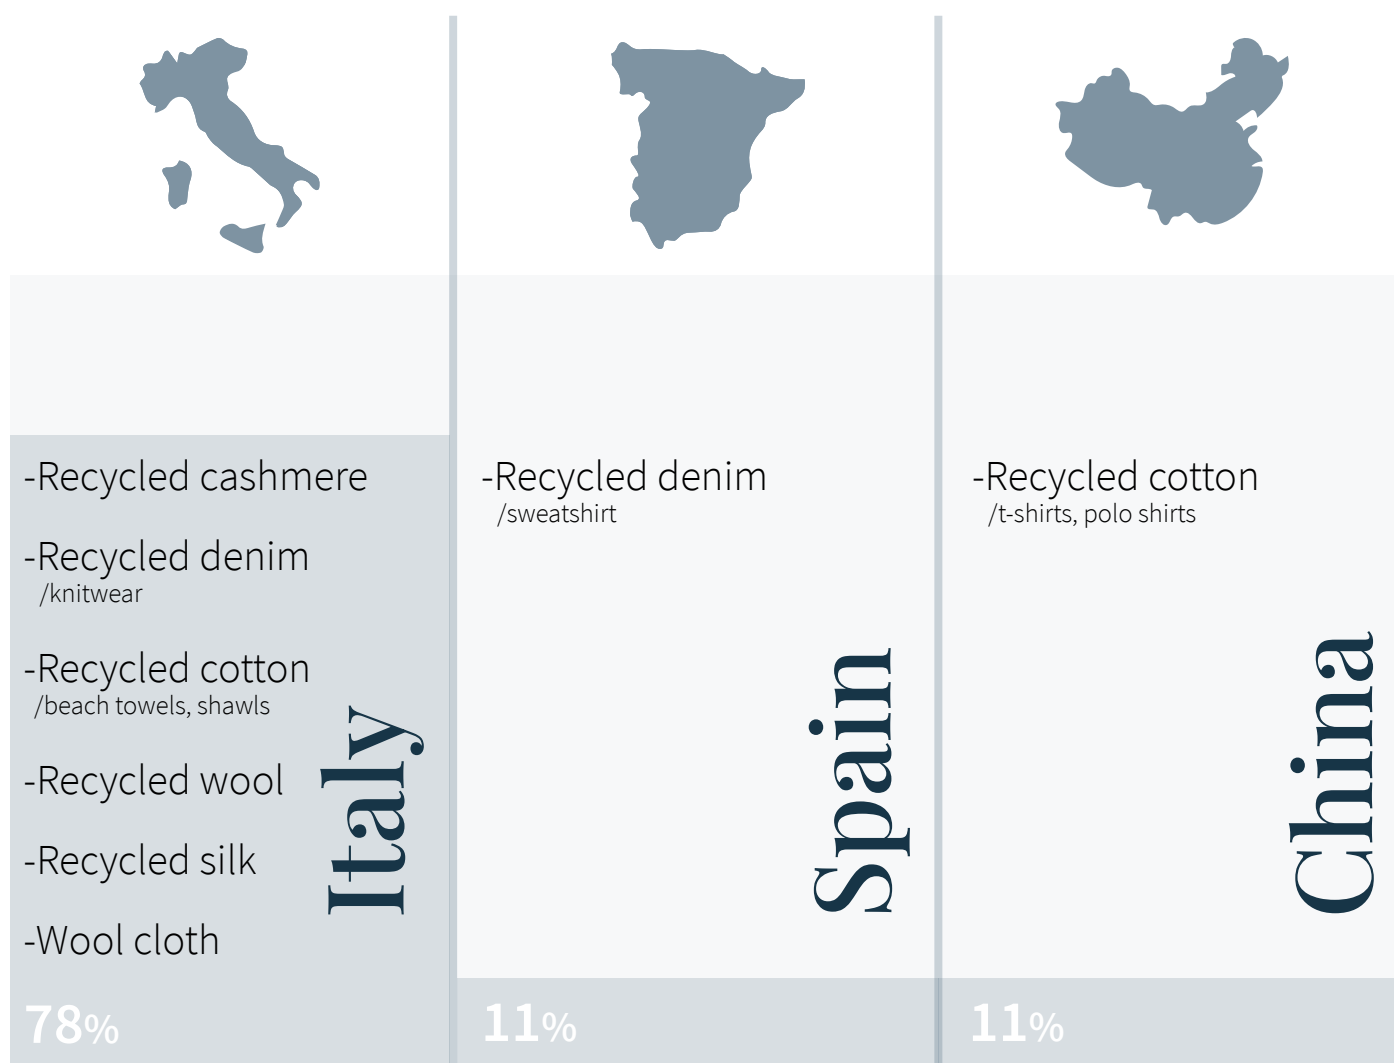 -Recycled cashmere
-Recycled denim
/knitwear
-Recycled cotton
/beach towels, shawls
-Recycled wool
-Recycled silk
-Wool cloth
Italy
78%
-Recycled denim
/sweatshirt
Spain
11%
-Recycled cotton
/t-shirts, polo shirts
China
11%